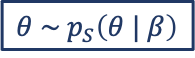 θ ~ p_S(θ | β)